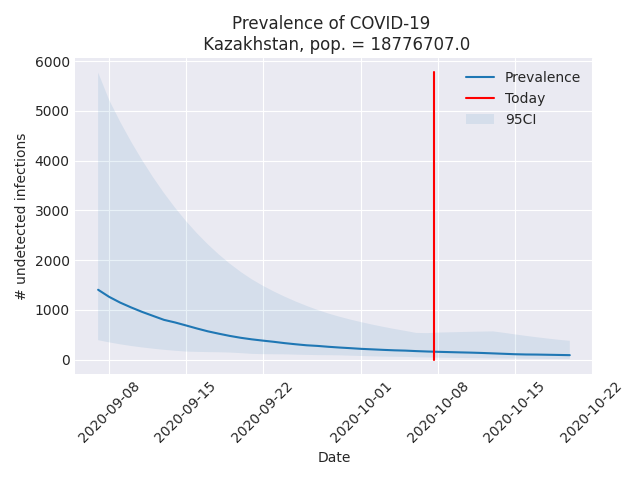 Prevalence of COVID-19
Kazakhstan, pop. = 18776707.0
# undetected infections
6000
5000
4000
3000
2000
1000
0
Prevalence
Today
95CI
2020-09-08
2020-09-15
2020-09-22
2020-10-01
2020-10-08
2020-10-15
2020-10-22
Date